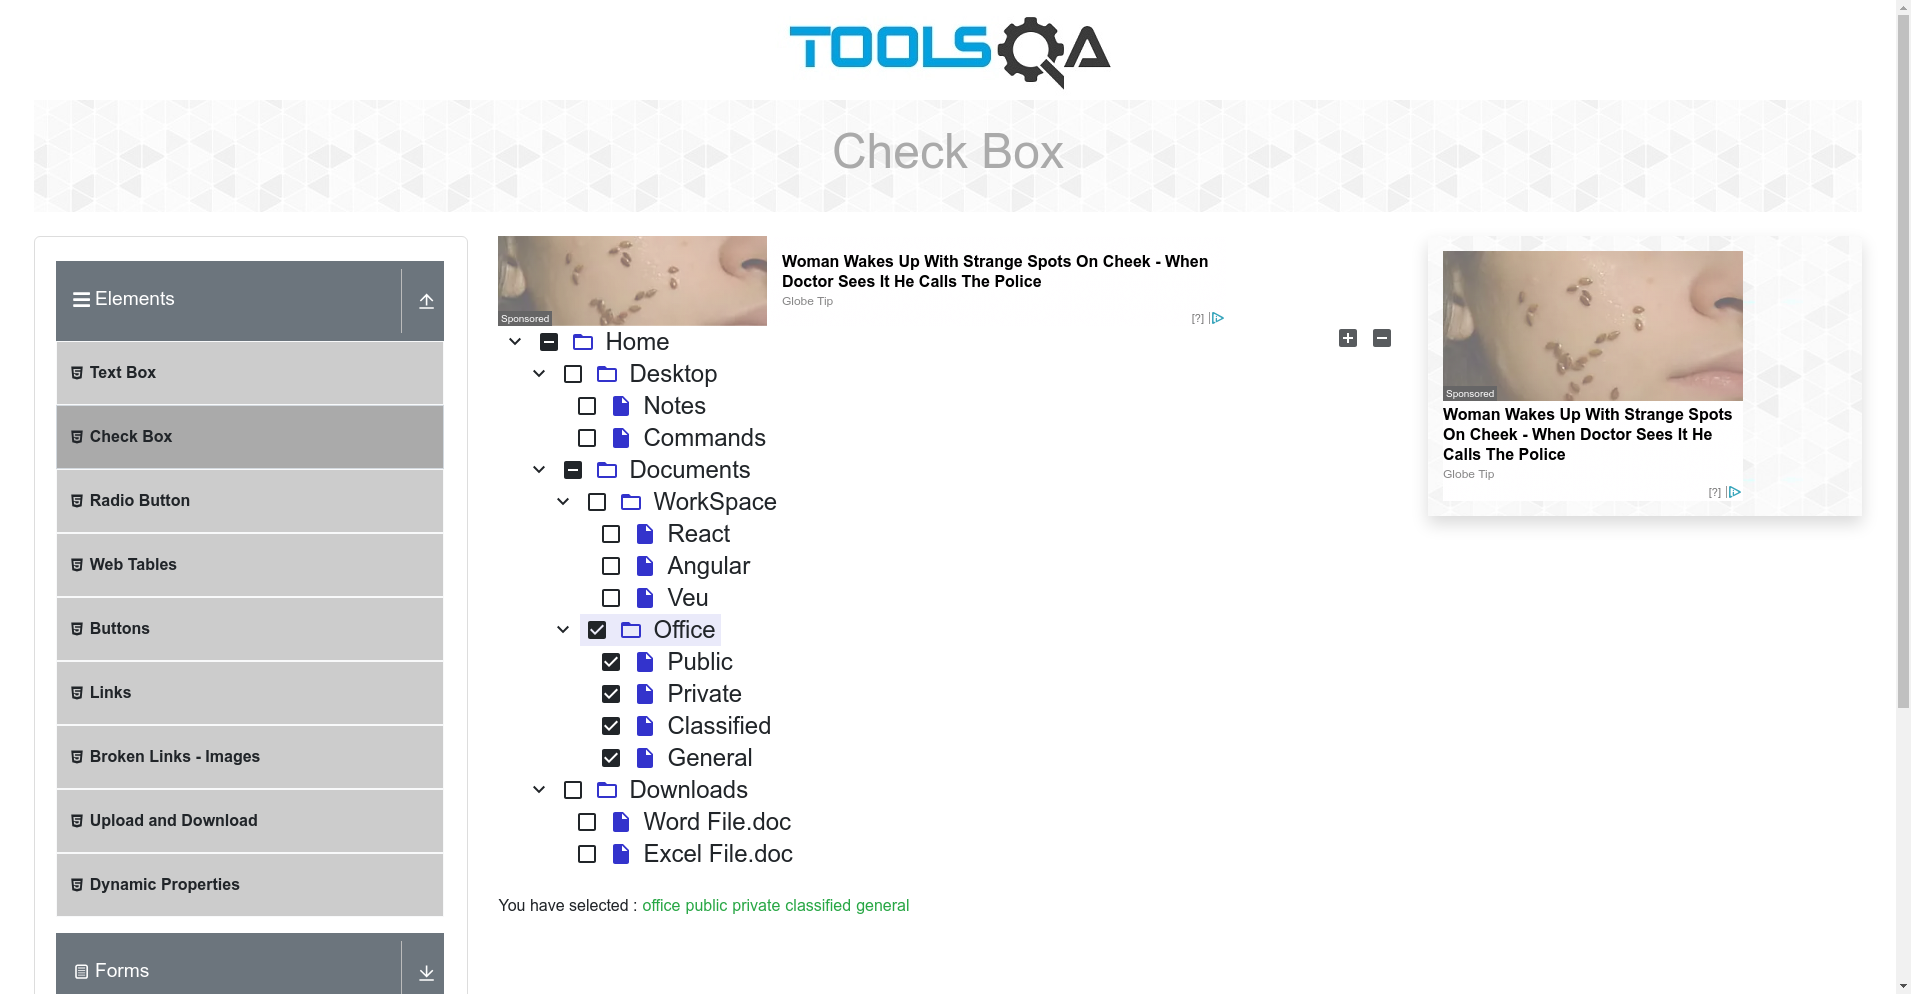 TOOLSQA
Check Box
Elements
Text Box
Check Box
Radio Button
Web Tables
Buttons
Links
Broken Links - Images
Upload and Download
Dynamic Properties
Forms
Sponsored
Woman Wakes Up With Strange Spots On Cheek - When
Doctor Sees It He Calls The Police
Globe Tip
[?]
Home
Desktop
Notes
Commands
Documents
WorkSpace
React
Angular
Veu
Office
Public
Private
Classified
General
Downloads
Word File.doc
Excel File.doc
You have selected : office public private classified general
Sponsored
Woman Wakes Up With Strange Spots
On Cheek - When Doctor Sees It He
Calls The Police
Globe Tip
[?]